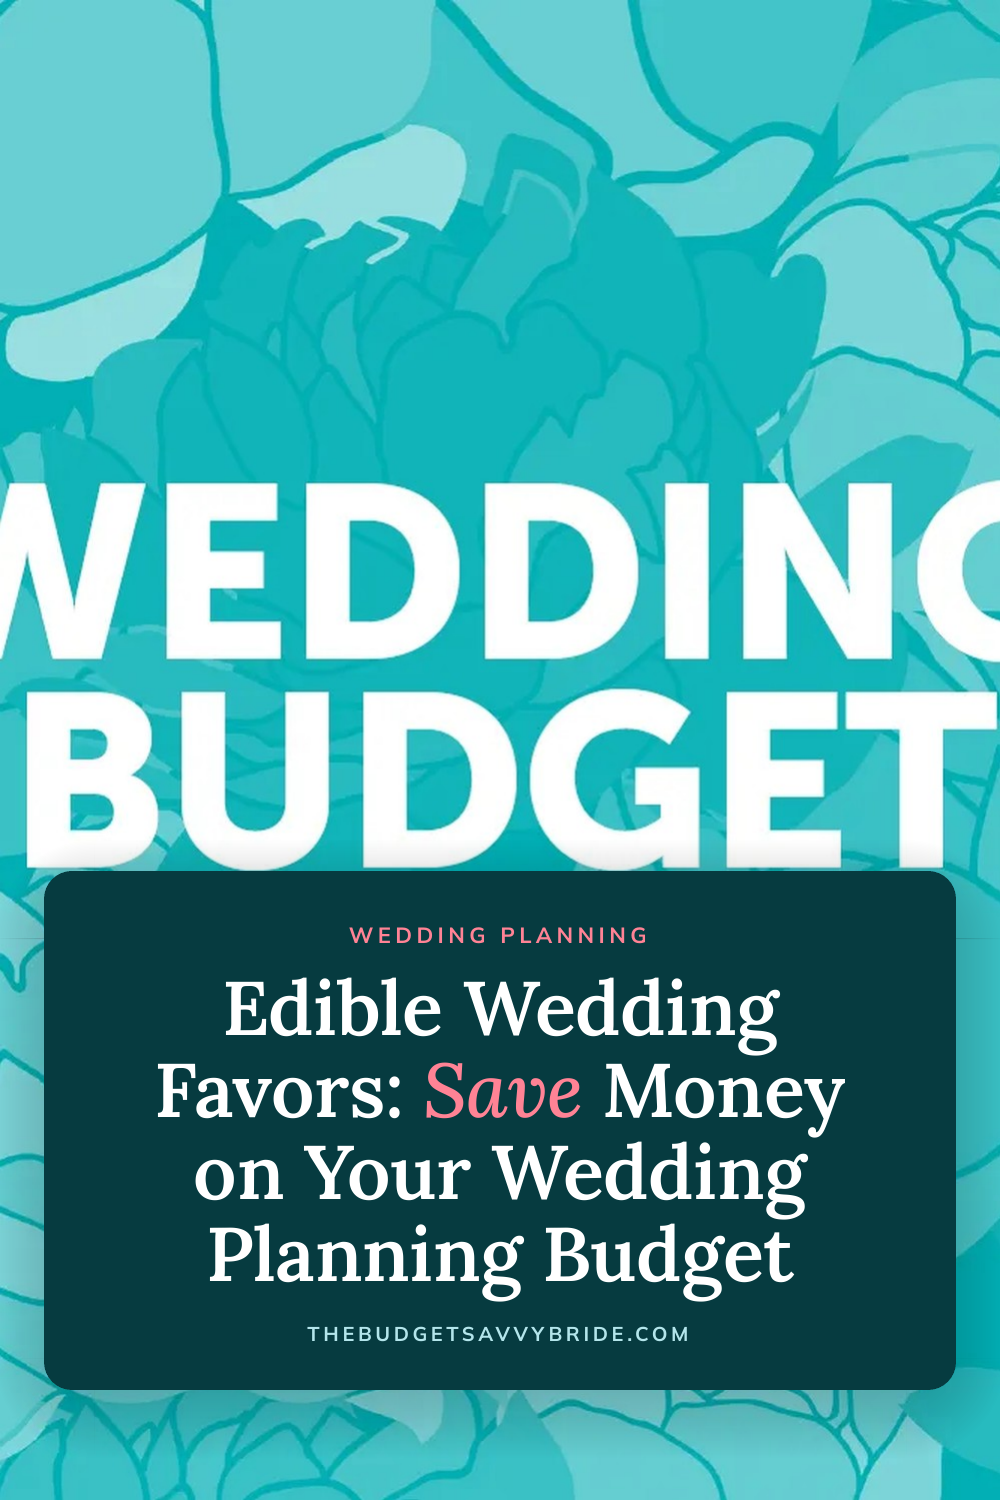 WEDDING
BUDGET
WEDDING PLANNING
Edible Wedding
Favors: Save Money
on Your Wedding
Planning Budget
THEBUDGETSAVVYBRIDE.COM